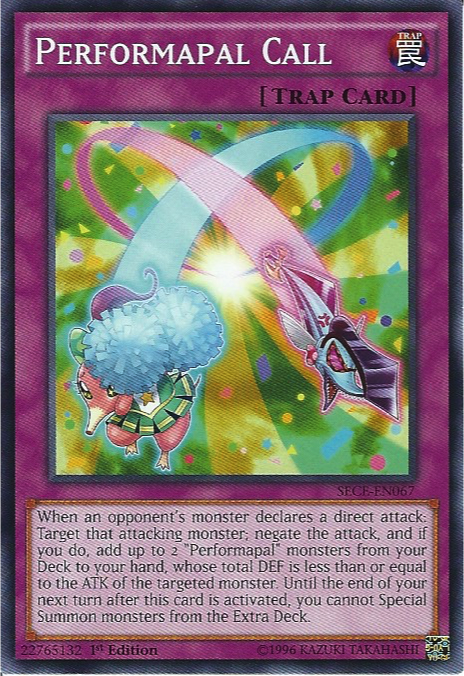 PERFORMAPAL CALL
TRAP
罠
[TRAP CARD]
SECE-EN067
When an opponent's monster declares a direct attack:
Target that attacking monster; negate the attack, and if
you do, add up to 2 "Performapal" monsters from your
Deck to your hand, whose total DEF is less than or equal
to the ATK of the targeted monster. Until the end of your
next turn after this card is activated, you cannot Special
Summon monsters from the Extra Deck.
22765132 1st Edition ©1996 KAZUKI TAKAHASHI